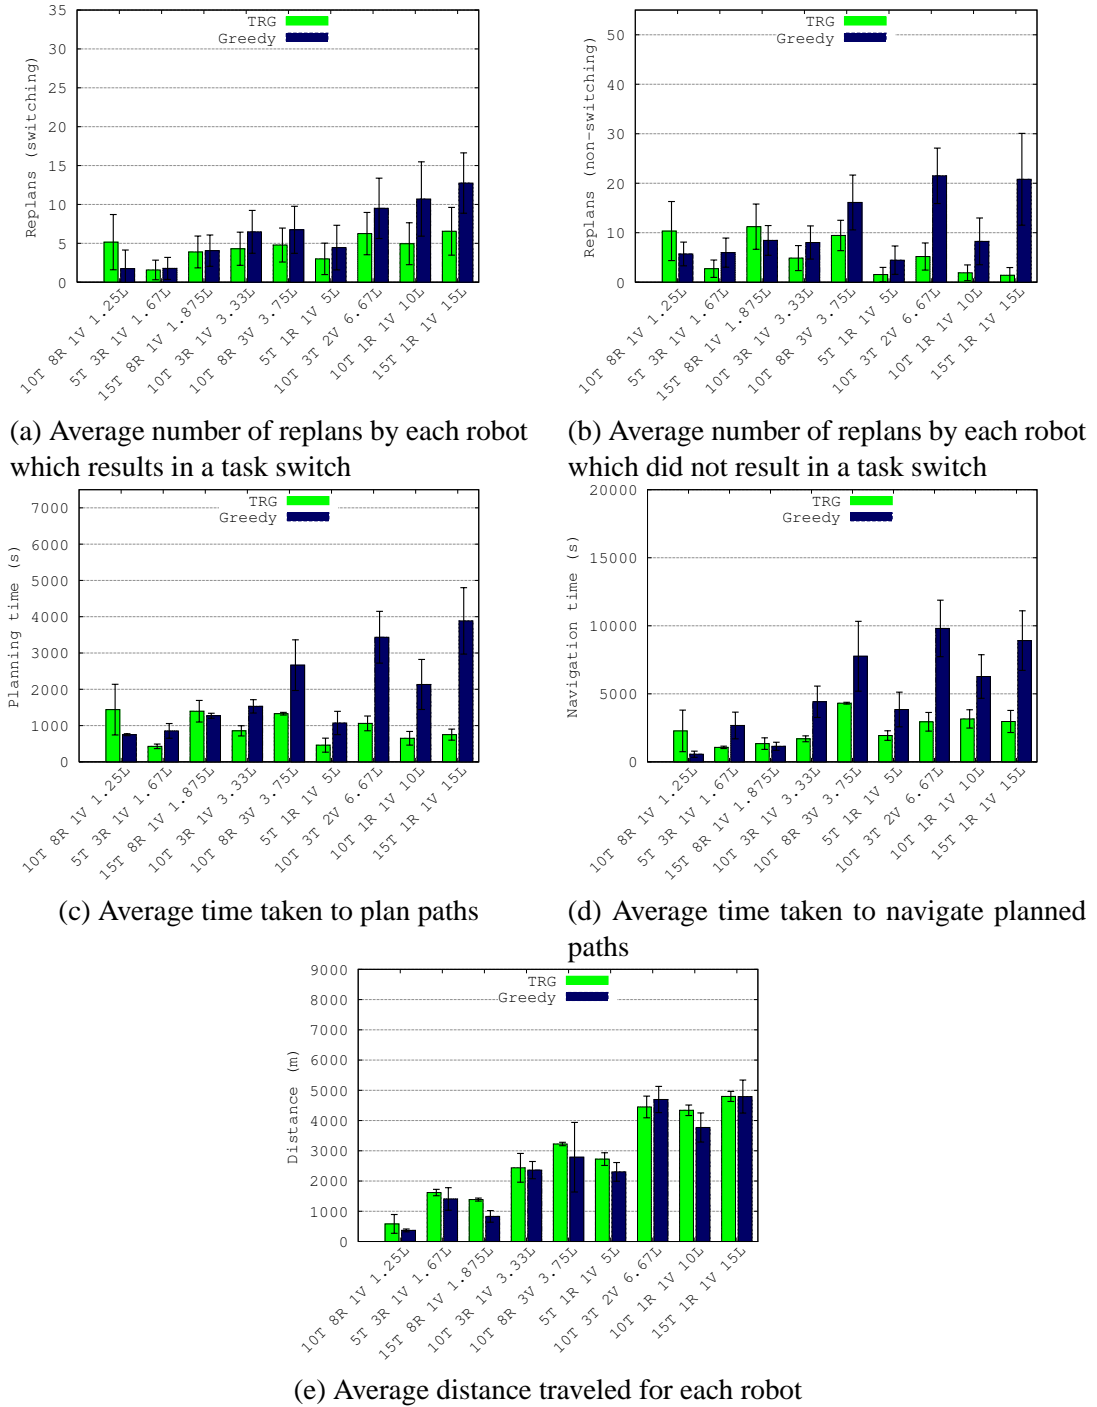 35
30
25
20
15
10
5
0
Replans (switching)
TRG
Greedy
10T 8R 1V 1.25L
5T 3R 1V 1.67L
15T 8R 1V 1.875L
10T 3R 1V 3.33L
10T 8R 3V 3.75L
5T 1R 1V 5L
10T 3T 2V 6.67L
10T 1R 1V 10L
15T 1R 1V 15L
(a) Average number of replans by each robot
which results in a task switch
50
40
30
20
10
0
Replans (non-switching)
TRG
Greedy
10T 8R 1V 1.25L
5T 3R 1V 1.67L
15T 8R 1V 1.875L
10T 3R 1V 3.33L
10T 8R 3V 3.75L
5T 1R 1V 5L
10T 3T 2V 6.67L
10T 1R 1V 10L
15T 1R 1V 15L
(b) Average number of replans by each robot
which did not result in a task switch
7000
6000
5000
4000
3000
2000
1000
0
Planning time (s)
TRG
Greedy
10T 8R 1V 1.25L
5T 3R 1V 1.67L
15T 8R 1V 1.875L
10T 3R 1V 3.33L
10T 8R 3V 3.75L
5T 1R 1V 5L
10T 3T 2V 6.67L
10T 1R 1V 10L
15T 1R 1V 15L
(c) Average time taken to plan paths
20000
15000
10000
5000
0
Navigation time (s)
TRG
Greedy
10T 8R 1V 1.25L
5T 3R 1V 1.67L
15T 8R 1V 1.875L
10T 3R 1V 3.33L
10T 8R 3V 3.75L
5T 1R 1V 5L
10T 3T 2V 6.67L
10T 1R 1V 10L
15T 1R 1V 15L
(d) Average time taken to navigate planned
paths
9000
8000
7000
6000
5000
4000
3000
2000
1000
0
Distance (m)
TRG
Greedy
10T 8R 1V 1.25L
5T 3R 1V 1.67L
15T 8R 1V 1.875L
10T 3R 1V 3.33L
10T 8R 3V 3.75L
5T 1R 1V 5L
10T 3T 2V 6.67L
10T 1R 1V 10L
15T 1R 1V 15L
(e) Average distance traveled for each robot